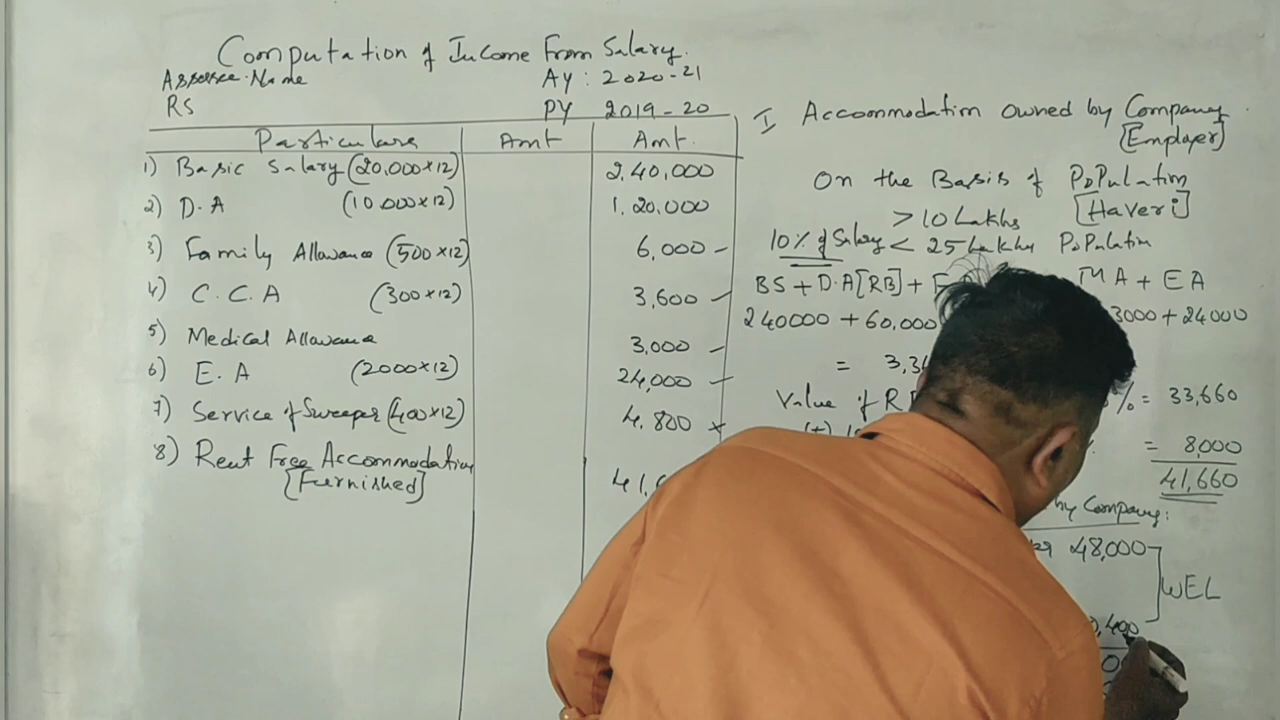 Computation of Income From Salary.
Assessee Name
AY : 2020-21
RS
PY 2019-20
Particulars Amt Amt.
1) Basic Salary (20,000×12) 2,40,000
2) D.A (10.000×12) 1.20.000
3) Family Allowance (500×12) 6,000 -
4) C.C.A (300×12) 3,600
5) Medical Allowance 3,000 -
6) E.A (2000×12) 24,000
7) Service of Sweeper (400×12) 4,800 ×
8) Rent Free Accommodation
[Furnished]
I Accommodation owned by Company
[Employer]
On the Basis of Population
> 10 Lakhs [Haveri]
10% of Salary < 25 Lakhs Population
BS + D.A[RB] + MA + EA
240000 + 60,000 3000 + 24000
=
Value of
(+)
% = 33,660
= 8,000
41,660
by Company:
48,000
WEL